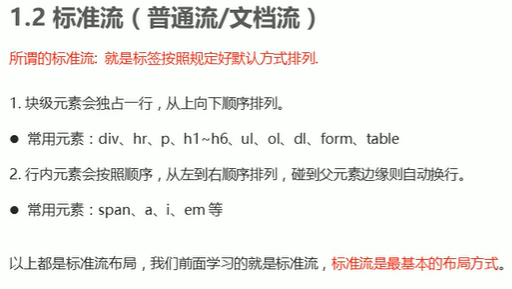 1.2 标准流（普通流/文档流）
所谓的标准流: 就是标签按照规定好默认方式排列.
1. 块级元素会独占一行，从上向下顺序排列。
● 常用元素：div、hr、p、h1~h6、ul、ol、dl、form、table
2. 行内元素会按照顺序，从左到右顺序排列，碰到父元素边缘则自动换行。
● 常用元素：span、a、i、em 等
以上都是标准流布局，我们前面学习的就是标准流，标准流是最基本的布局方式。